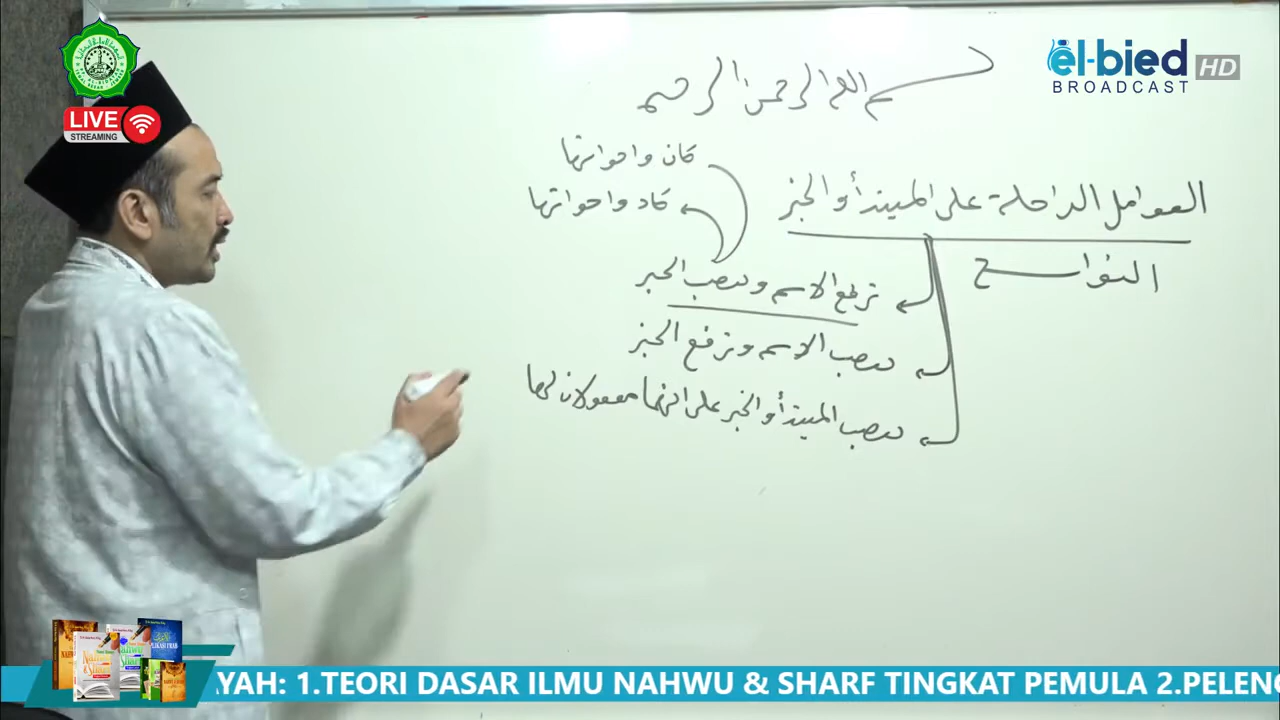 بسم الله الرحمن الرحيم
العوامل الداخلة على المبتدأ والخبر
النواسخ
كان واخواتها
كاد واخواتها
ترفع الاسم وتنصب الخبر
تنصب الاسم وترفع الخبر
تنصب المبتدأ والخبر على انهما مفعولان لها
LIVE
STREAMING
el-bied HD
BROADCAST
YAH: 1.TEORI DASAR ILMU NAHWU & SHARF TINGKAT PEMULA 2.PELENG